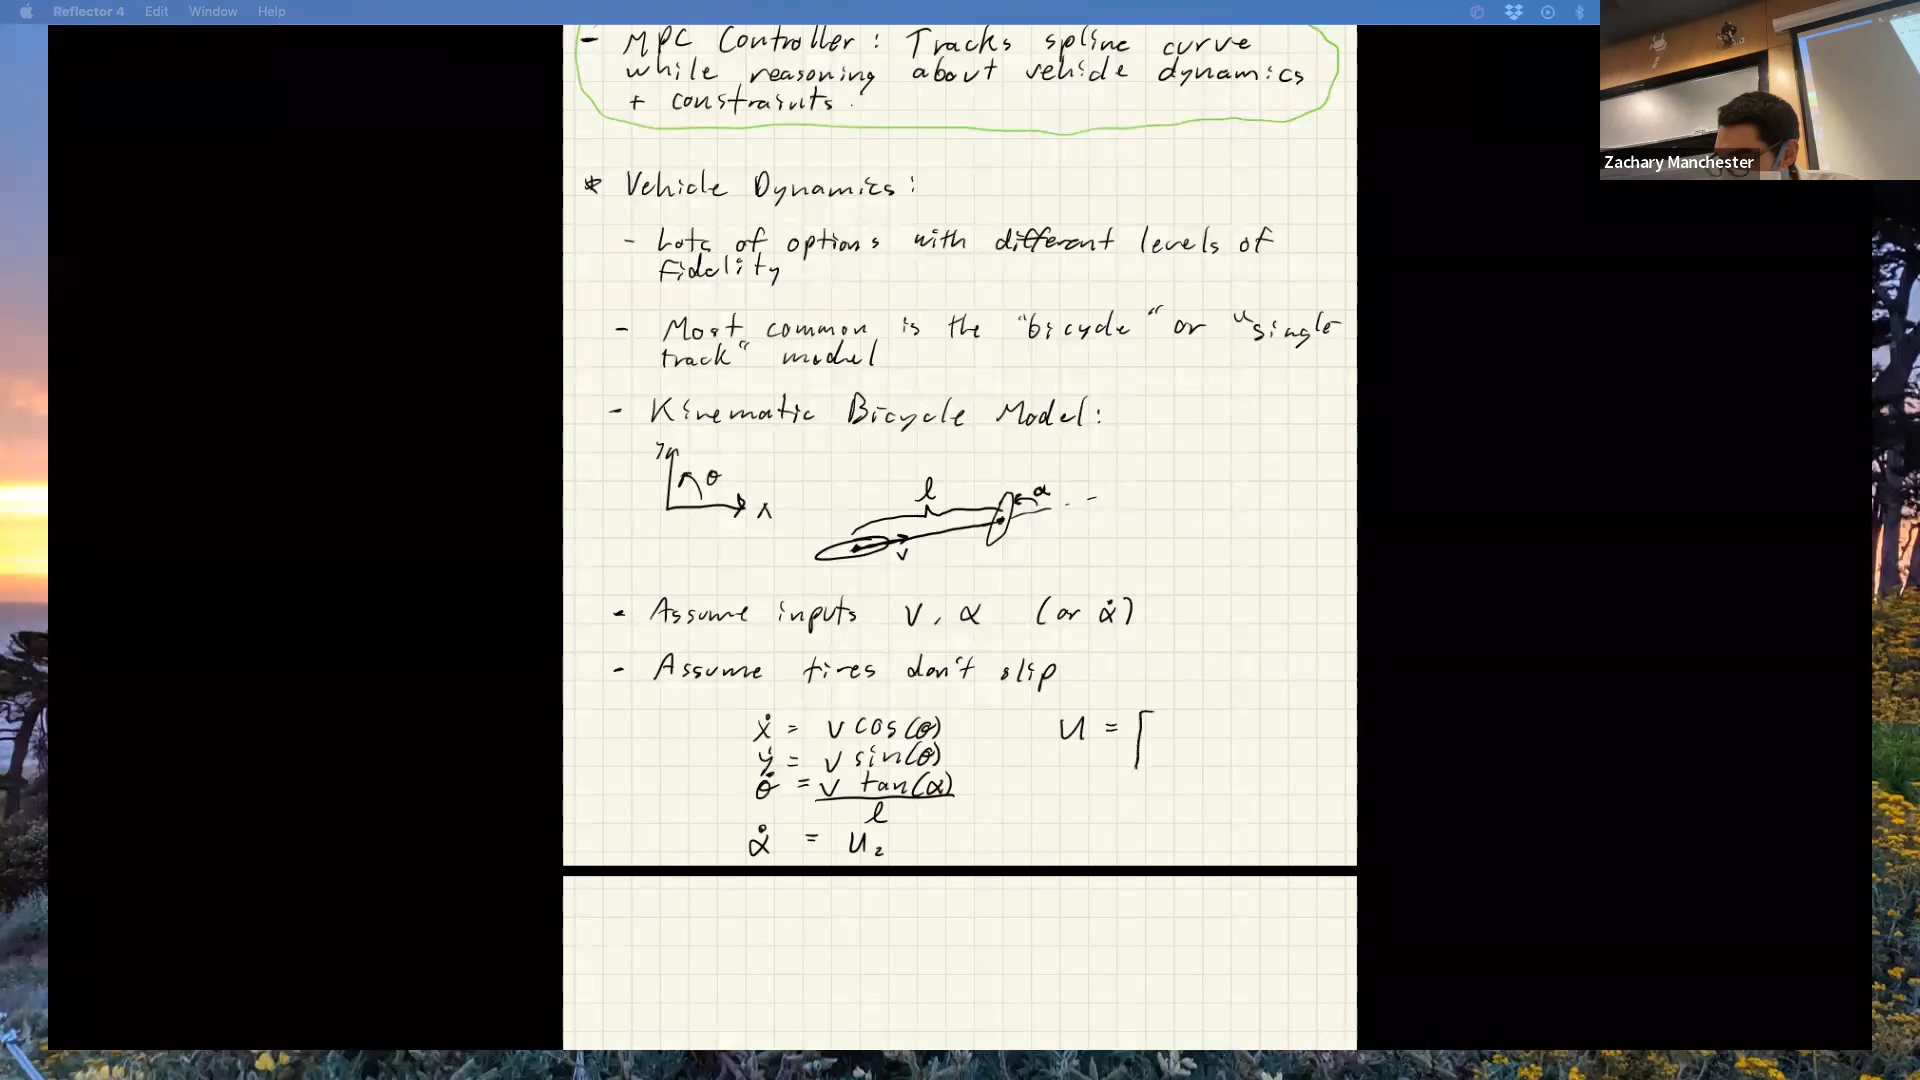 Reflector 4 Edit Window Help
- MPC Controller: Tracks spline curve
while reasoning about vehicle dynamics
+ constraints.
Zachary Manchester
* Vehicle Dynamics:
- Lots of options with different levels of
fidelity
- Most common is the "bicycle" or "single
track" model
- Kinematic Bicycle Model:
y
θ
x
l
α
v
- Assume inputs v, α (or α̇)
- Assume tires don't slip
ẋ = v cos(θ)
u = [
ẏ = v sin(θ)
θ̇ = v tan(α)
l
α̇ = u₂